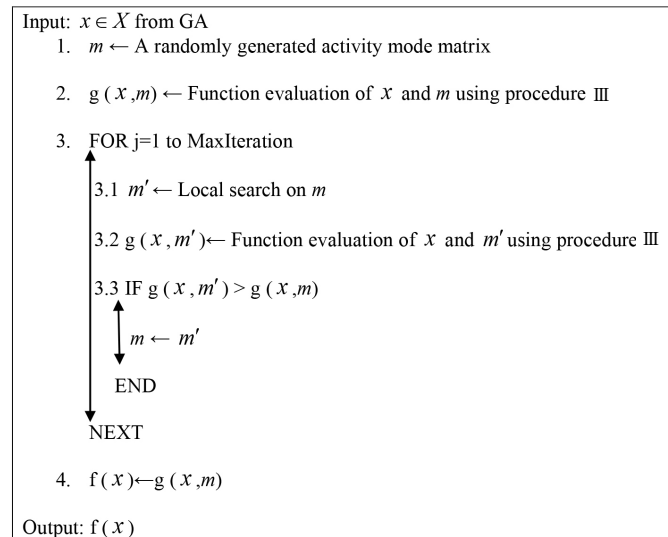 Input: x ∈ X from GA
1. m ← A randomly generated activity mode matrix
2. g ( x ,m) ← Function evaluation of x and m using procedure Ⅲ
3. FOR j=1 to MaxIteration
3.1 m′ ← Local search on m
3.2 g ( x , m′ )← Function evaluation of x and m′ using procedure Ⅲ
3.3 IF g ( x , m′ ) > g ( x ,m)
m ← m′
END
NEXT
4. f ( x )←g ( x ,m)
Output: f ( x )